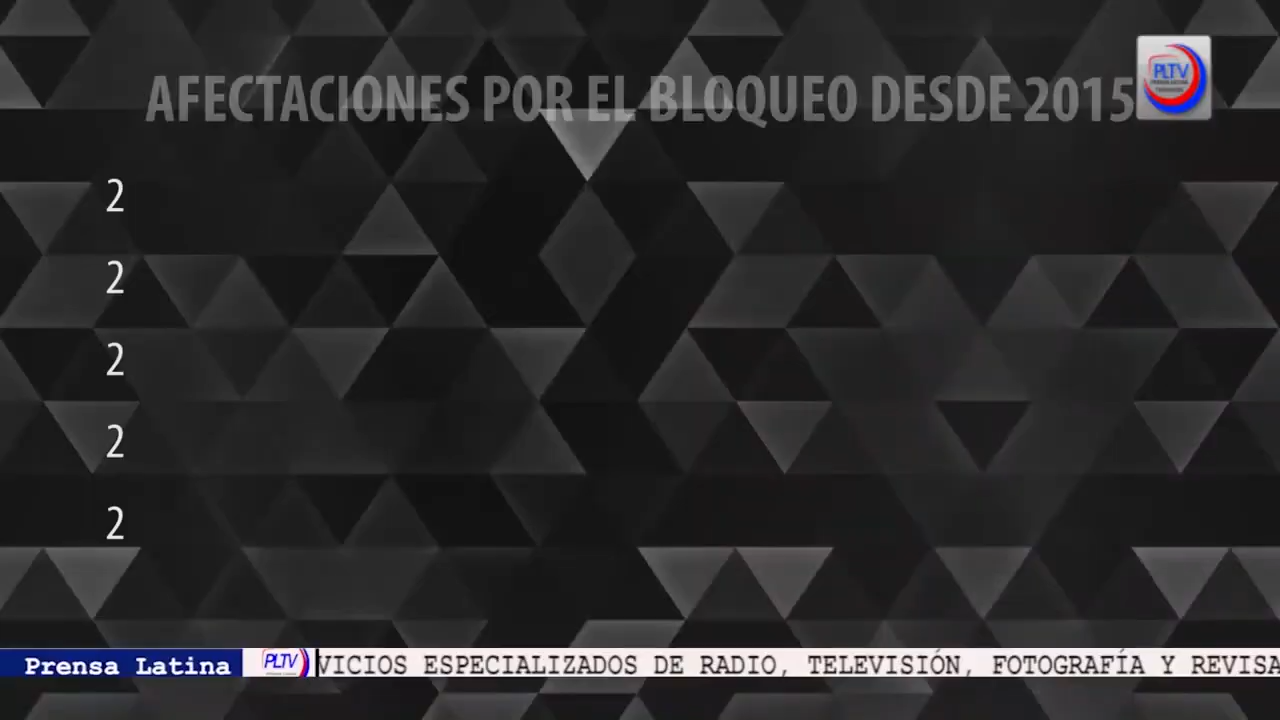 AFECTACIONES POR EL BLOQUEO DESDE 2015
PLTV
2
2
2
2
2
Prensa Latina
PLTV
VICIOS ESPECIALIZADOS DE RADIO, TELEVISIÓN, FOTOGRAFÍA Y REVISA